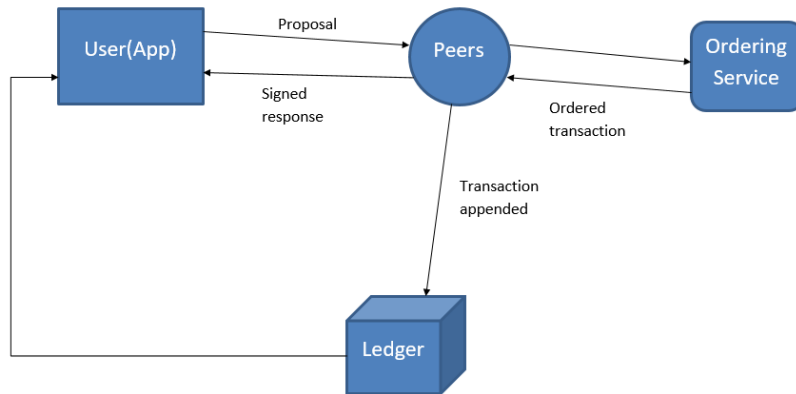 Proposal
User(App)
Peers
Ordering
Service
Signed
response
Ordered
transaction
Transaction
appended
Ledger